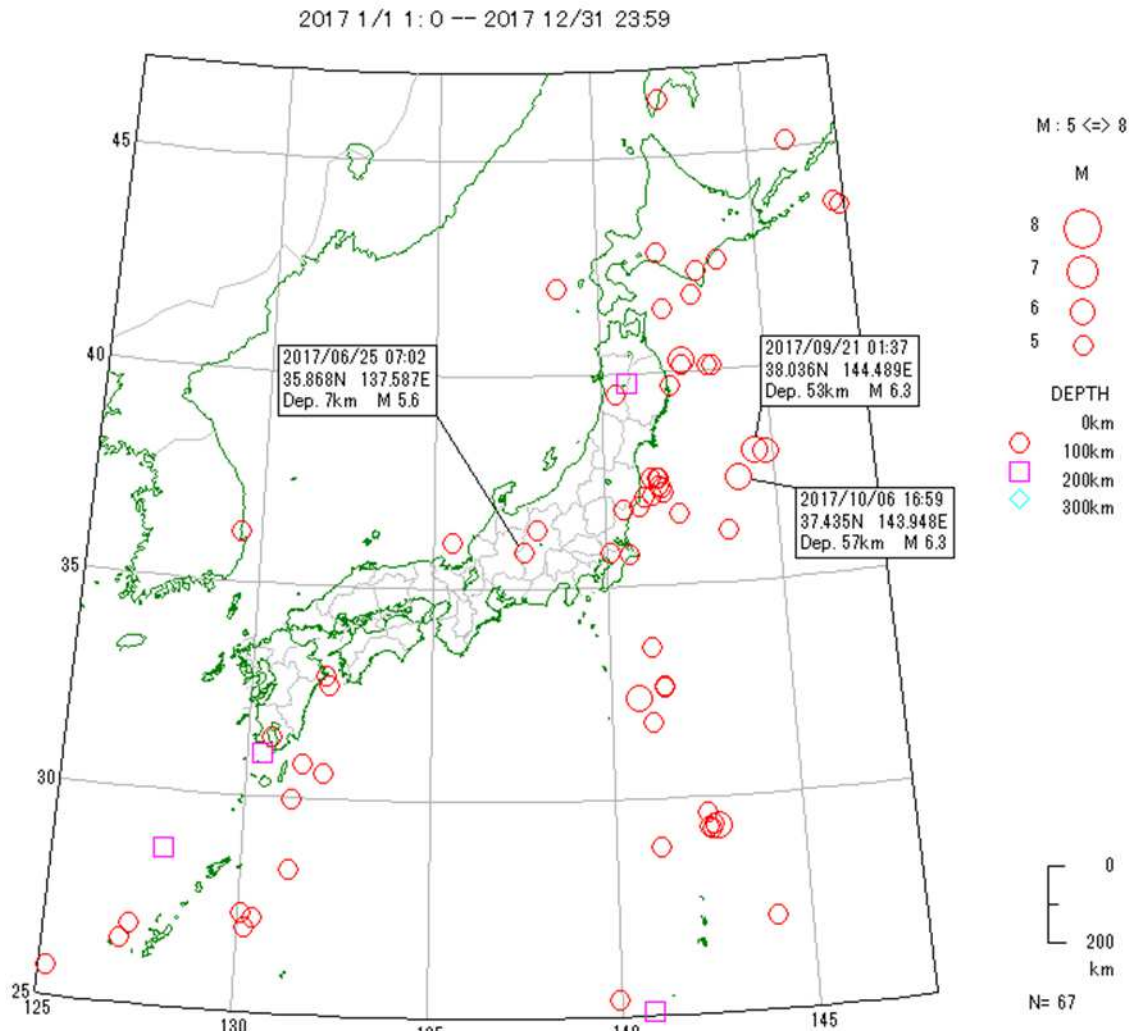 2017 1/1 1: 0 -- 2017 12/31 23:59
45
40
35
30
25
125
130
145
2017/06/25 07:02
35.868N 137.587E
Dep. 7km M 5.6
2017/09/21 01:37
38.036N 144.489E
Dep. 53km M 6.3
2017/10/06 16:59
37.435N 143.948E
Dep. 57km M 6.3
M : 5 <=> 8
M
8
7
6
5
DEPTH
0km
100km
200km
300km
0
200
km
N= 67